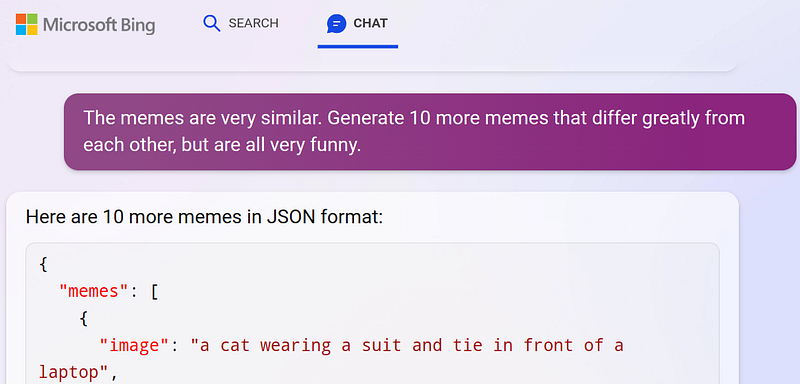 Microsoft Bing
SEARCH
CHAT
The memes are very similar. Generate 10 more memes that differ greatly from
each other, but are all very funny.
Here are 10 more memes in JSON format:
{
"memes": [
{
"image": "a cat wearing a suit and tie in front of a
laptop",